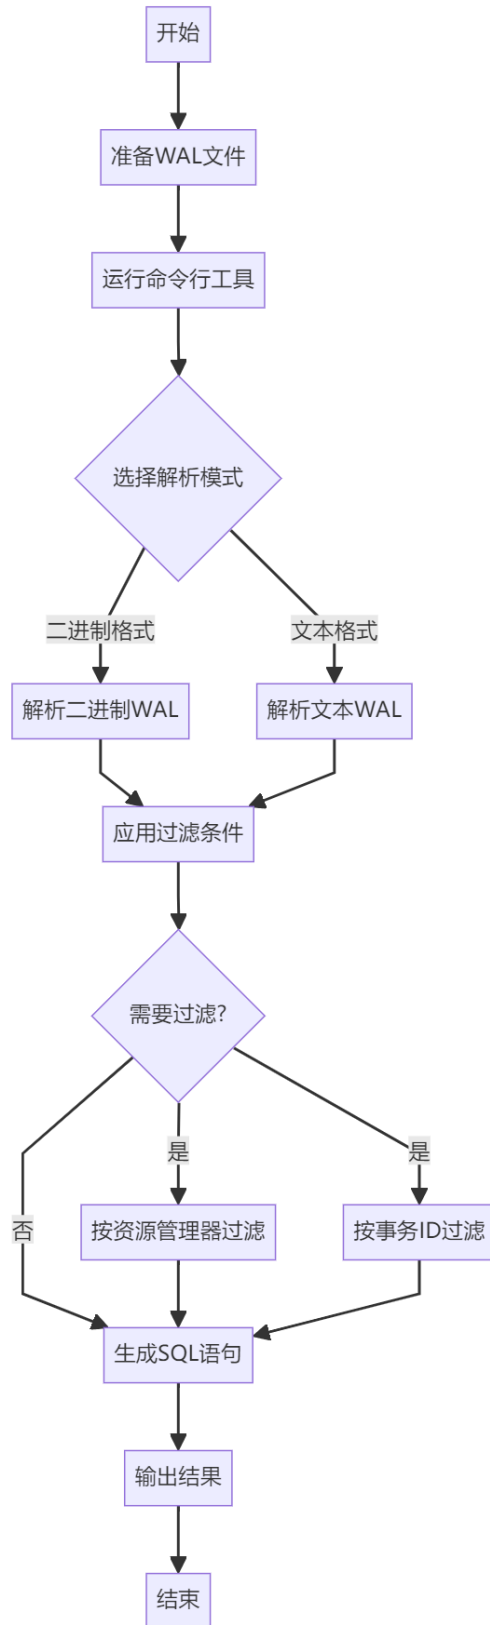 开始
准备WAL文件
运行命令行工具
选择解析模式
二进制格式
文本格式
解析二进制WAL
解析文本WAL
应用过滤条件
需要过滤?
是
是
否
按资源管理器过滤
按事务ID过滤
生成SQL语句
输出结果
结束